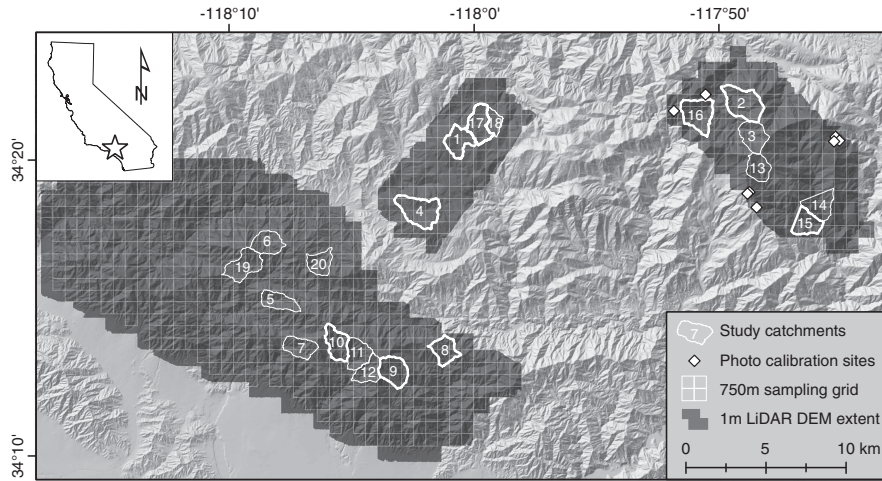 -118°10' -118°0' -117°50'
N
34°20'
34°10'
17 18
1
4
16 2
3
13
14
15
6
19 20
5
7 10
11
12 9
8
7 Study catchments
Photo calibration sites
750m sampling grid
1m LiDAR DEM extent
0 5 10 km